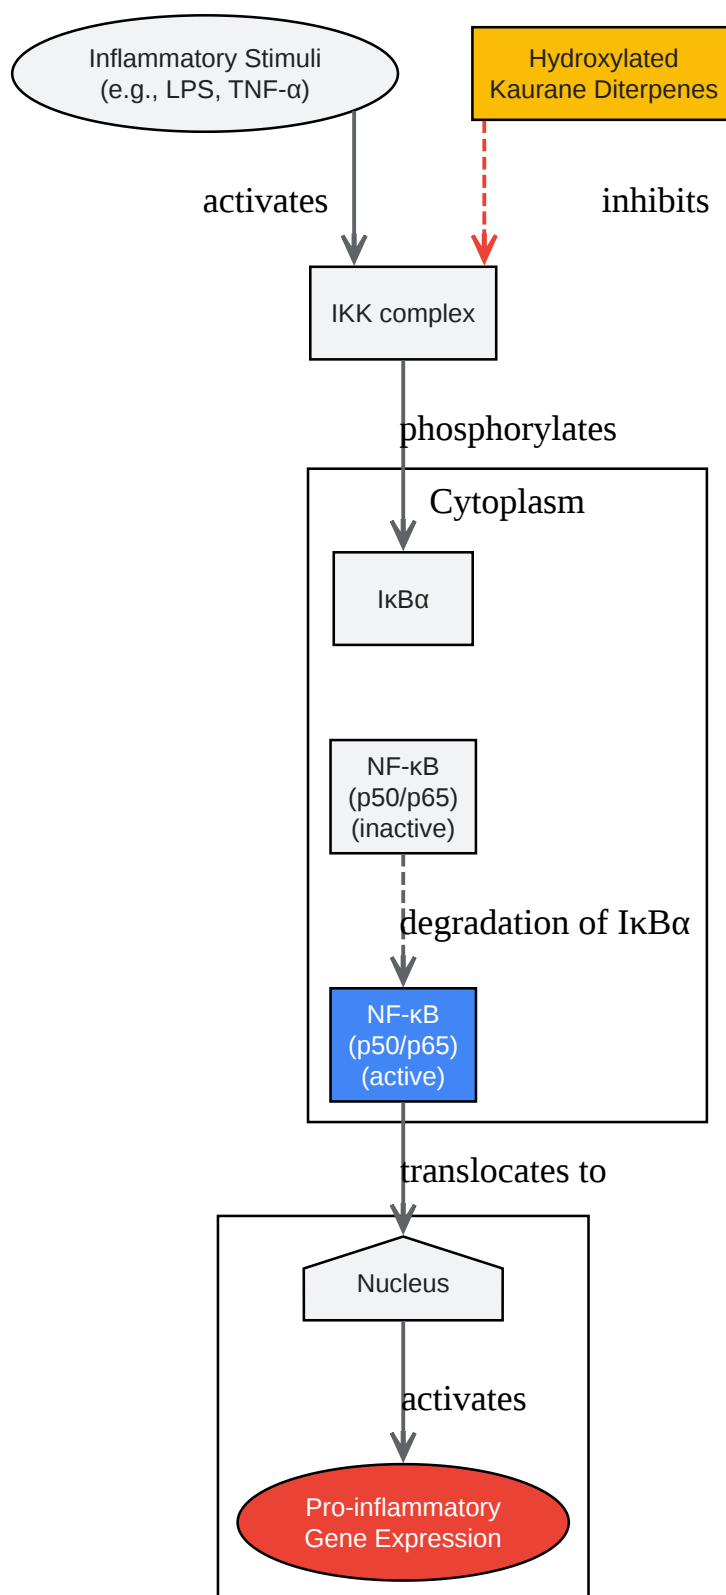 Inflammatory Stimuli
(e.g., LPS, TNF-α)
Hydroxylated
Kaurane Diterpenes
activates
inhibits
IKK complex
phosphorylates
Cytoplasm
IκBα
NF-κB
(p50/p65)
(inactive)
degradation of IκBα
NF-κB
(p50/p65)
(active)
translocates to
Nucleus
activates
Pro-inflammatory
Gene Expression